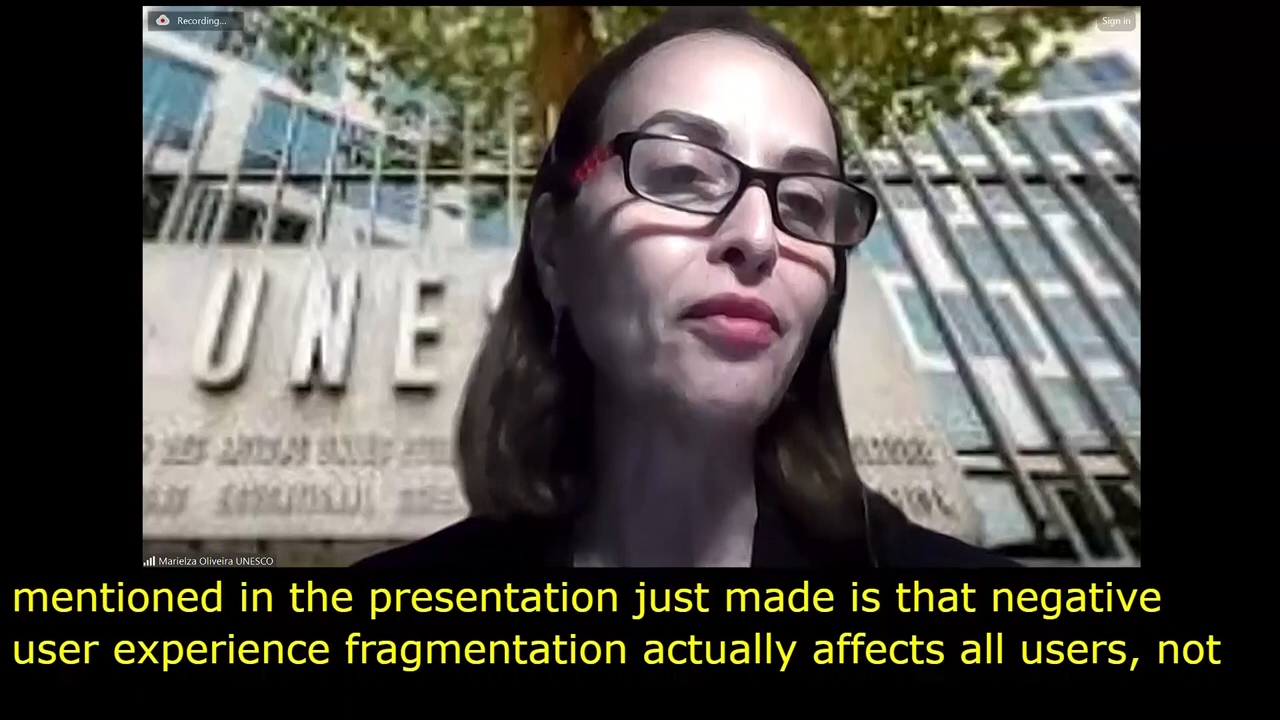 Recording...
Sign in
UNE
Marielza Oliveira UNESCO
mentioned in the presentation just made is that negative
user experience fragmentation actually affects all users, not